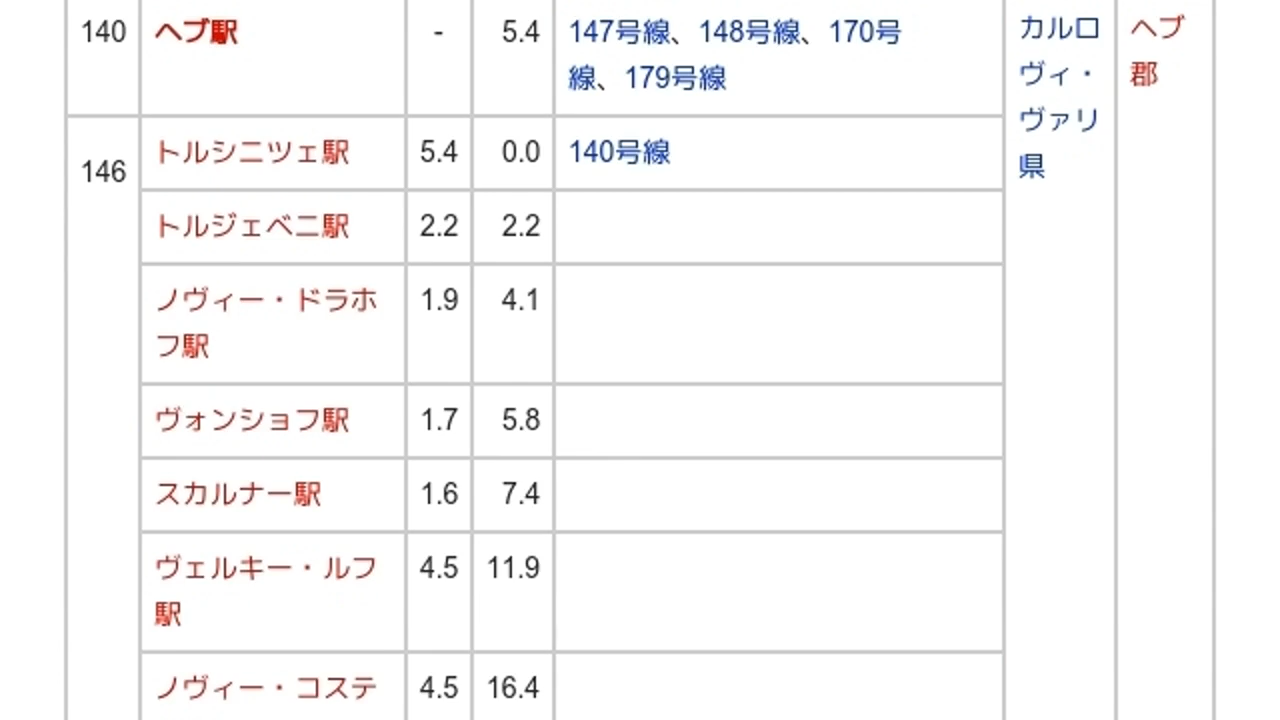 140 ヘブ駅 - 5.4 147号線、148号線、170号 カルロ ヘブ
線、179号線 ヴィ・ 郡
ヴァリ
県
146 トルシニツェ駅 5.4 0.0 140号線
トルジェベニ駅 2.2 2.2
ノヴィー・ドラホ 1.9 4.1
フ駅
ヴォンショフ駅 1.7 5.8
スカルナー駅 1.6 7.4
ヴェルキー・ルフ 4.5 11.9
駅
ノヴィー・コステ 4.5 16.4